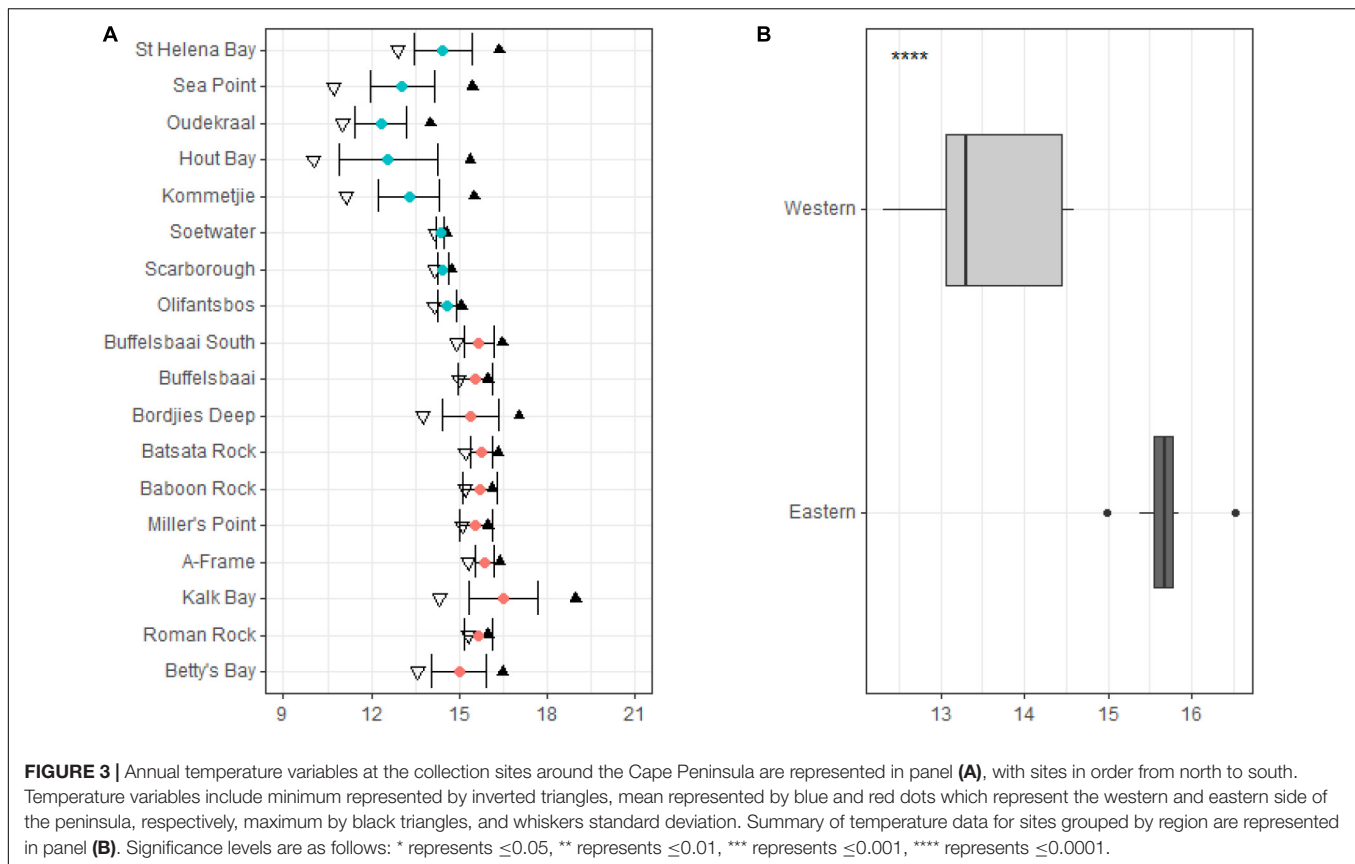 A
St Helena Bay
Sea Point
Oudekraal
Hout Bay
Kommetjie
Soetwater
Scarborough
Olifantsbos
Buffelsbaai South
Buffelsbaai
Bordjies Deep
Batsata Rock
Baboon Rock
Miller's Point
A-Frame
Kalk Bay
Roman Rock
Betty's Bay
9 12 15 18 21
B
****
Western
Eastern
13 14 15 16
FIGURE 3 | Annual temperature variables at the collection sites around the Cape Peninsula are represented in panel (A), with sites in order from north to south.
Temperature variables include minimum represented by inverted triangles, mean represented by blue and red dots which represent the western and eastern side of
the peninsula, respectively, maximum by black triangles, and whiskers standard deviation. Summary of temperature data for sites grouped by region are represented
in panel (B). Significance levels are as follows: * represents ≤0.05, ** represents ≤0.01, *** represents ≤0.001, **** represents ≤0.0001.